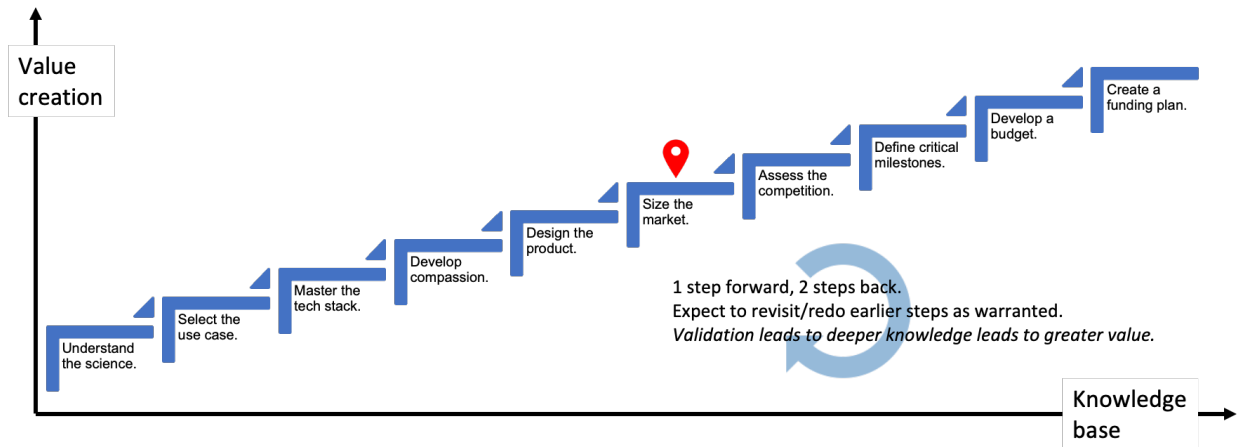 Value
creation
Understand
the science.
Select the
use case.
Master the
tech stack.
Develop
compassion.
Design the
product.
Size the
market.
Assess the
competition.
Define critical
milestones.
Develop a
budget.
Create a
funding plan.
1 step forward, 2 steps back.
Expect to revisit/redo earlier steps as warranted.
Validation leads to deeper knowledge leads to greater value.
Knowledge
base